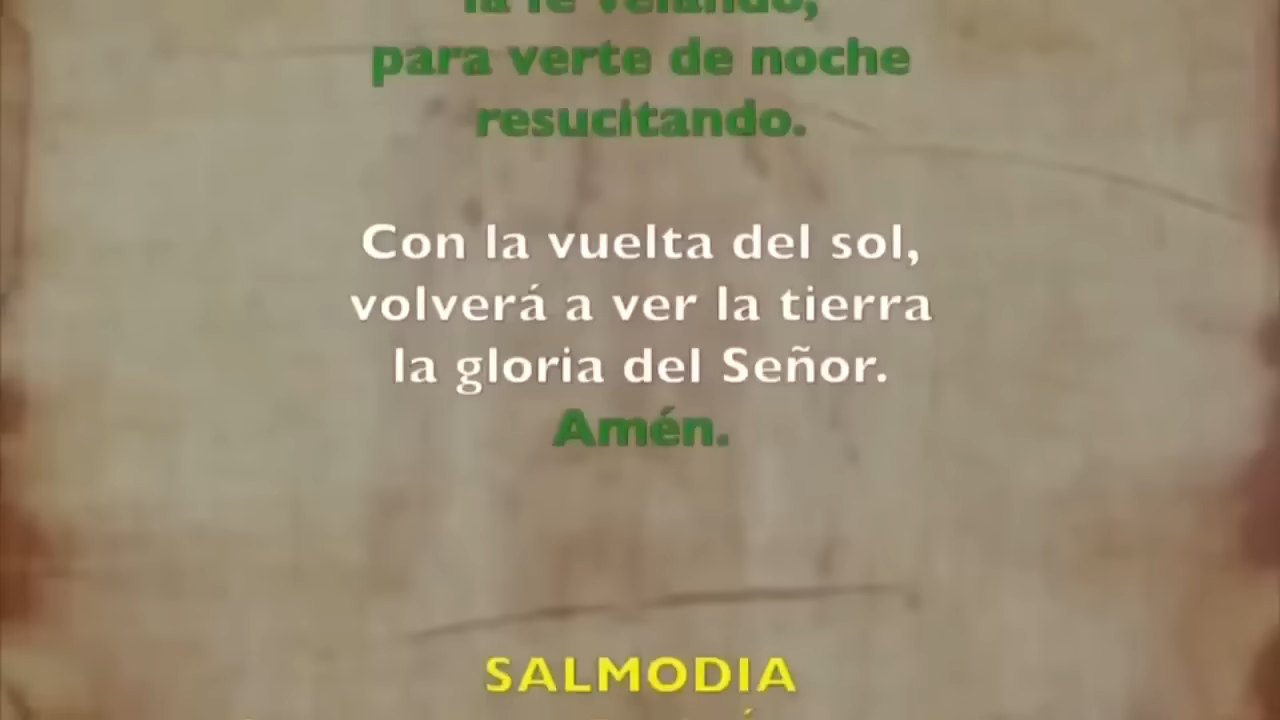 la fe velando,
para verte de noche
resucitando.
Con la vuelta del sol,
volverá a ver la tierra
la gloria del Señor.
Amén.
SALMODIA